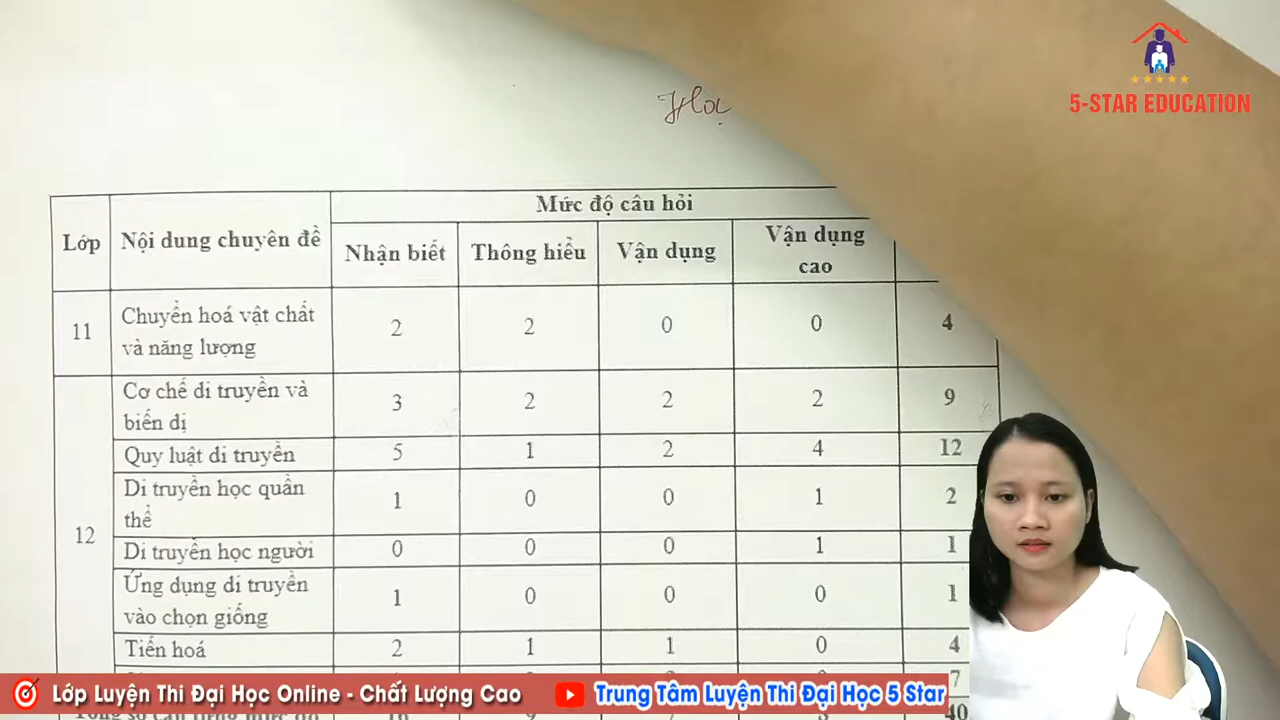 Hoạ
5-STAR EDUCATION
Lớp
Nội dung chuyên đề
Mức độ câu hỏi
Nhận biết
Thông hiểu
Vận dụng
Vận dụng
cao
11
Chuyển hoá vật chất
và năng lượng
2
2
0
0
4
12
Cơ chế di truyền và
biến dị
3
2
2
2
9
Quy luật di truyền
5
1
2
4
12
Di truyền học quần
thể
1
0
0
1
2
Di truyền học người
0
0
0
1
1
Ứng dụng di truyền
vào chọn giống
1
0
0
0
1
Tiến hoá
2
1
1
0
4
7
40
Lớp Luyện Thi Đại Học Online - Chất Lượng Cao
Trung Tâm Luyện Thi Đại Học 5 Star